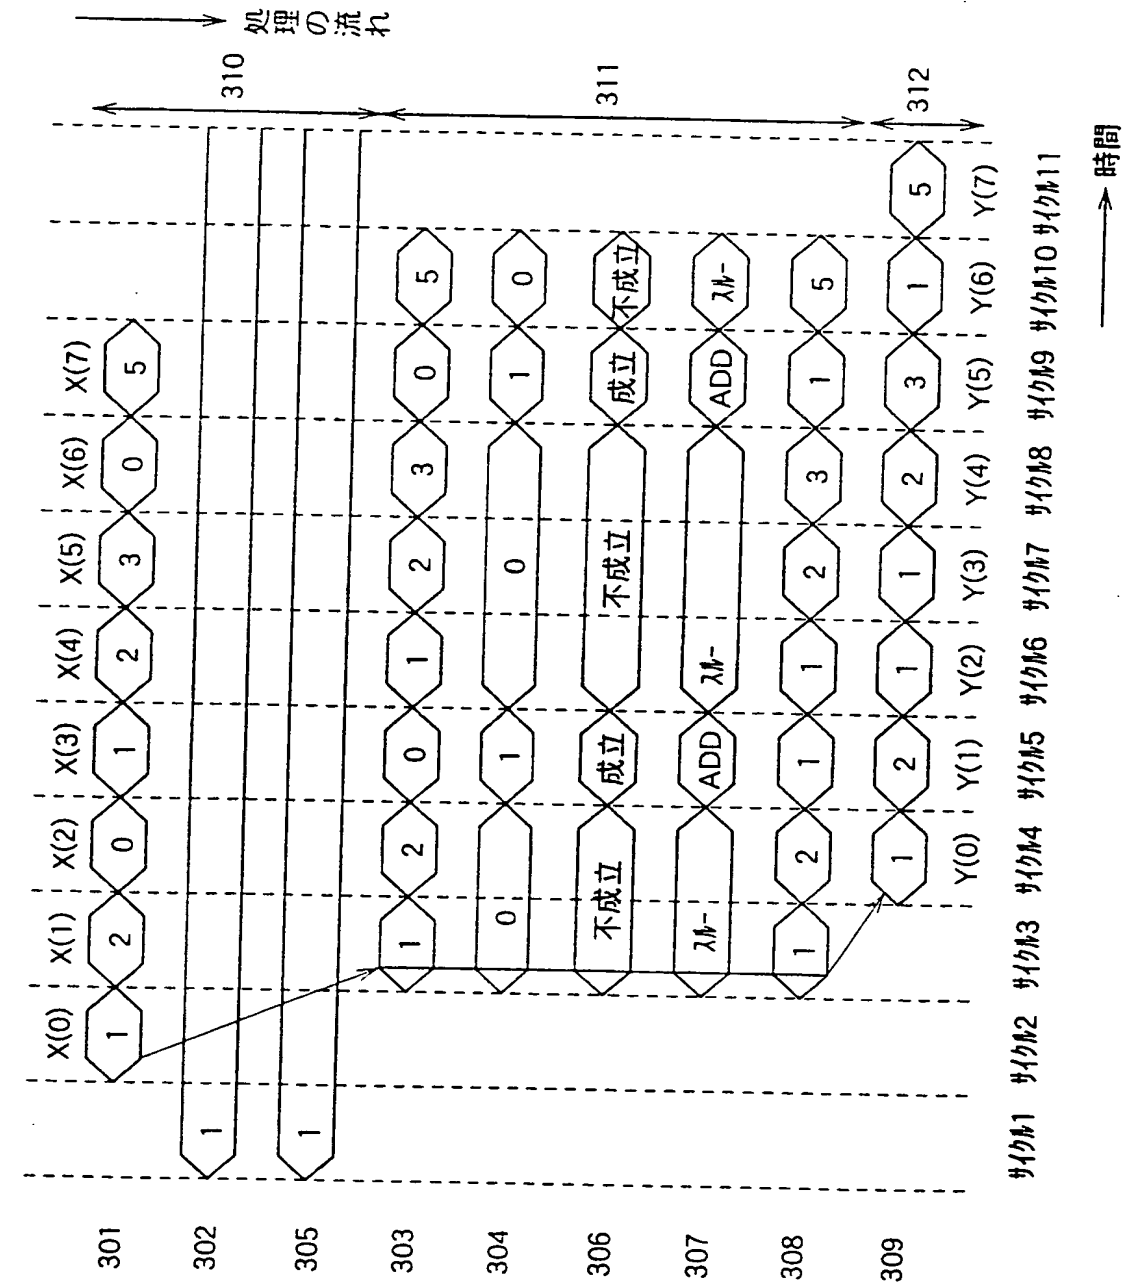 処理の流れ
310
311
312
X(0) X(1) X(2) X(3) X(4) X(5) X(6) X(7)
301 1 2 0 1 2 3 0 5
302 1
305 1
303 1 2 0 1 2 3 0 5
304 0 1 0 1 0
306 不成立 成立 不成立 成立 不成立
307 スルー ADD スルー ADD スルー
308 1 2 1 1 2 3 1 5
309 1 2 1 1 2 3 1 5
Y(0) Y(1) Y(2) Y(3) Y(4) Y(5) Y(6) Y(7)
サイクル1 サイクル2 サイクル3 サイクル4 サイクル5 サイクル6 サイクル7 サイクル8 サイクル9 サイクル10 サイクル11
時間